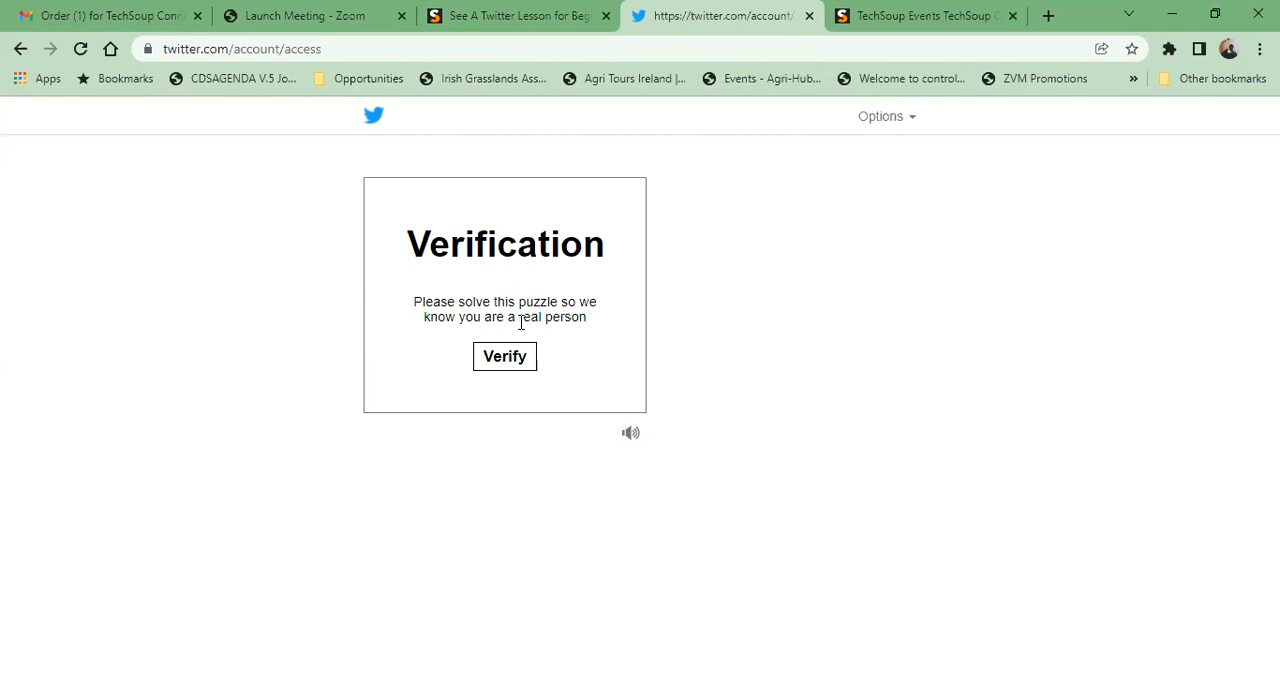 Order (1) for TechSoup Conn
Launch Meeting - Zoom
See A Twitter Lesson for Beg
https://twitter.com/account/
TechSoup Events TechSoup C
twitter.com/account/access
Apps
Bookmarks
CDSAGENDA V.5 Jo...
Opportunities
Irish Grasslands Ass...
Agri Tours Ireland |...
Events - Agri-Hub...
Welcome to control...
ZVM Promotions
»
Other bookmarks
Options
Verification
Please solve this puzzle so we
know you are a real person
Verify